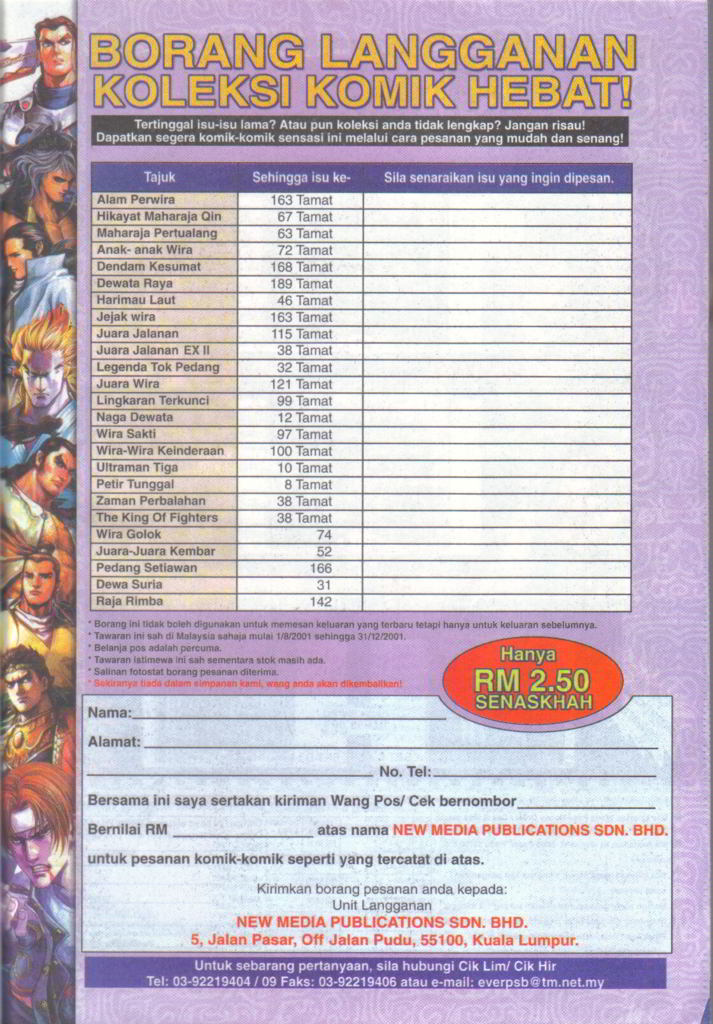 BORANG LANGGANAN
KOLEKSI KOMIK HEBAT!
Tertinggal isu-isu lama? Atau pun koleksi anda tidak lengkap? Jangan risau!
Dapatkan segera komik-komik sensasi ini melalui cara pesanan yang mudah dan senang!
Tajuk Sehingga isu ke- Sila senaraikan isu yang ingin dipesan.
Alam Perwira 163 Tamat
Hikayat Maharaja Qin 67 Tamat
Maharaja Pertualang 63 Tamat
Anak- anak Wira 72 Tamat
Dendam Kesumat 168 Tamat
Dewata Raya 189 Tamat
Harimau Laut 46 Tamat
Jejak wira 163 Tamat
Juara Jalanan 115 Tamat
Juara Jalanan EX II 38 Tamat
Legenda Tok Pedang 32 Tamat
Juara Wira 121 Tamat
Lingkaran Terkunci 99 Tamat
Naga Dewata 12 Tamat
Wira Sakti 97 Tamat
Wira-Wira Keinderaan 100 Tamat
Ultraman Tiga 10 Tamat
Petir Tunggal 8 Tamat
Zaman Perbalahan 38 Tamat
The King Of Fighters 38 Tamat
Wira Golok 74
Juara-Juara Kembar 52
Pedang Setiawan 166
Dewa Suria 31
Raja Rimba 142
* Borang ini tidak boleh digunakan untuk memesan keluaran yang terbaru tetapi hanya untuk keluaran sebelumnya.
* Tawaran ini sah di Malaysia sahaja mulai 1/8/2001 sehingga 31/12/2001.
* Belanja pos adalah percuma.
* Tawaran istimewa ini sah sementara stok masih ada.
* Salinan fotostat borang pesanan diterima.
* Sekiranya tiada dalam simpanan kami, wang anda akan dikembalikan!
Hanya
RM 2.50
SENASKHAH
Nama:
Alamat:
No. Tel:
Bersama ini saya sertakan kiriman Wang Pos/ Cek bernombor
Bernilai RM atas nama NEW MEDIA PUBLICATIONS SDN. BHD.
untuk pesanan komik-komik seperti yang tercatat di atas.
Kirimkan borang pesanan anda kepada:
Unit Langganan
NEW MEDIA PUBLICATIONS SDN. BHD.
5, Jalan Pasar, Off Jalan Pudu, 55100, Kuala Lumpur.
Untuk sebarang pertanyaan, sila hubungi Cik Lim/ Cik Hir
Tel: 03-92219404 / 09 Faks: 03-92219406 atau e-mail: everpsb@tm.net.my